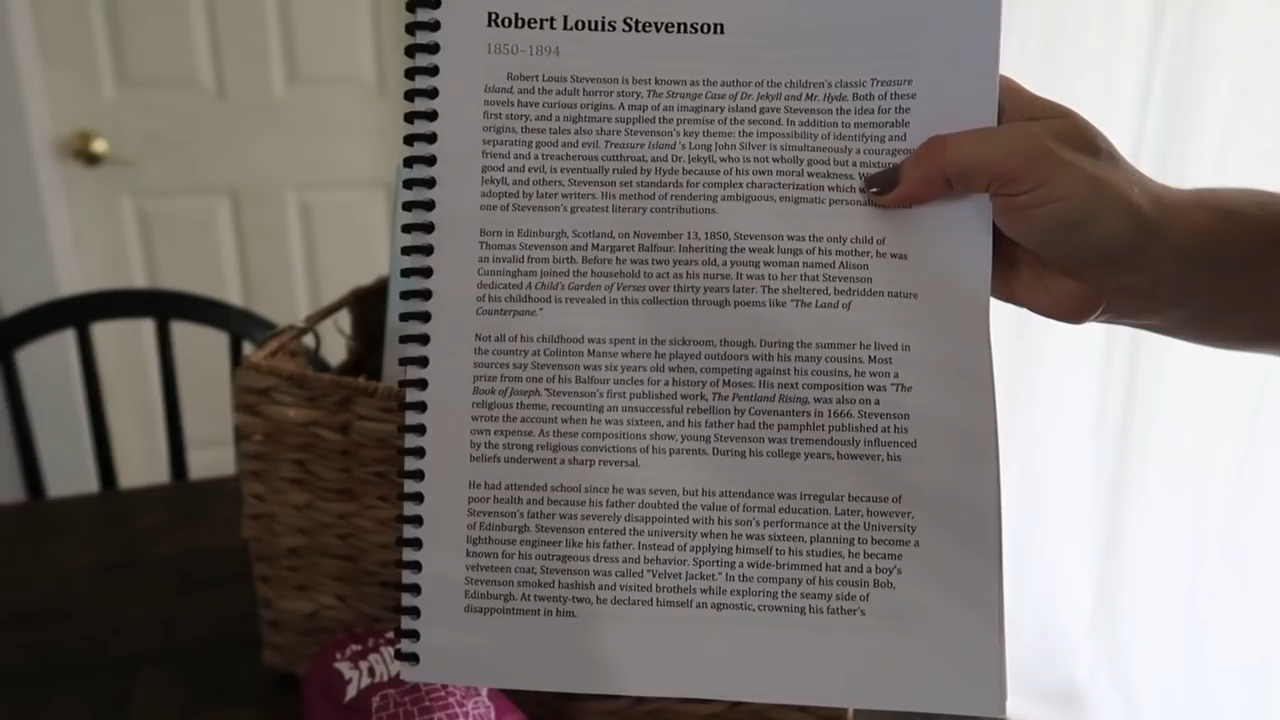 Robert Louis Stevenson
1850–1894
Robert Louis Stevenson is best known as the author of the children's classic Treasure
Island, and the adult horror story, The Strange Case of Dr. Jekyll and Mr. Hyde. Both of these
novels have curious origins. A map of an imaginary island gave Stevenson the idea for the
first story, and a nightmare supplied the premise of the second. In addition to memorable
origins, these tales also share Stevenson's key theme: the impossibility of identifying and
separating good and evil. Treasure Island 's Long John Silver is simultaneously a courageou
friend and a treacherous cutthroat, and Dr. Jekyll, who is not wholly good but a mixture
good and evil, is eventually ruled by Hyde because of his own moral weakness.
Jekyll, and others, Stevenson set standards for complex characterization which
adopted by later writers. His method of rendering ambiguous, enigmatic
one of Stevenson's greatest literary contributions.
Born in Edinburgh, Scotland, on November 13, 1850, Stevenson was the only child of
Thomas Stevenson and Margaret Balfour. Inheriting the weak lungs of his mother, he was
an invalid from birth. Before he was two years old, a young woman named Alison
Cunningham joined the household to act as his nurse. It was to her that Stevenson
dedicated A Child's Garden of Verses over thirty years later. The sheltered, bedridden nature
of his childhood is revealed in this collection through poems like "The Land of
Counterpane."
Not all of his childhood was spent in the sickroom, though. During the summer he lived in
the country at Colinton Manse where he played outdoors with his many cousins. Most
sources say Stevenson was six years old when, competing against his cousins, he won a
prize from one of his Balfour uncles for a history of Moses. His next composition was "The
Book of Joseph."Stevenson's first published work, The Pentland Rising, was also on a
religious theme, recounting an unsuccessful rebellion by Covenanters in 1666. Stevenson
wrote the account when he was sixteen, and his father had the pamphlet published at his
own expense. As these compositions show, young Stevenson was tremendously influenced
by the strong religious convictions of his parents. During his college years, however, his
beliefs underwent a sharp reversal.
He had attended school since he was seven, but his attendance was irregular because of
poor health and because his father doubted the value of formal education. Later, however,
Stevenson's father was severely disappointed with his son's performance at the University
of Edinburgh. Stevenson entered the university when he was sixteen, planning to become a
lighthouse engineer like his father. Instead of applying himself to his studies, he became
known for his outrageous dress and behavior. Sporting a wide-brimmed hat and a boy's
velveteen coat, Stevenson was called "Velvet Jacket." In the company of his cousin Bob,
Stevenson smoked hashish and visited brothels while exploring the seamy side of
Edinburgh. At twenty-two, he declared himself an agnostic, crowning his father's
disappointment in him.